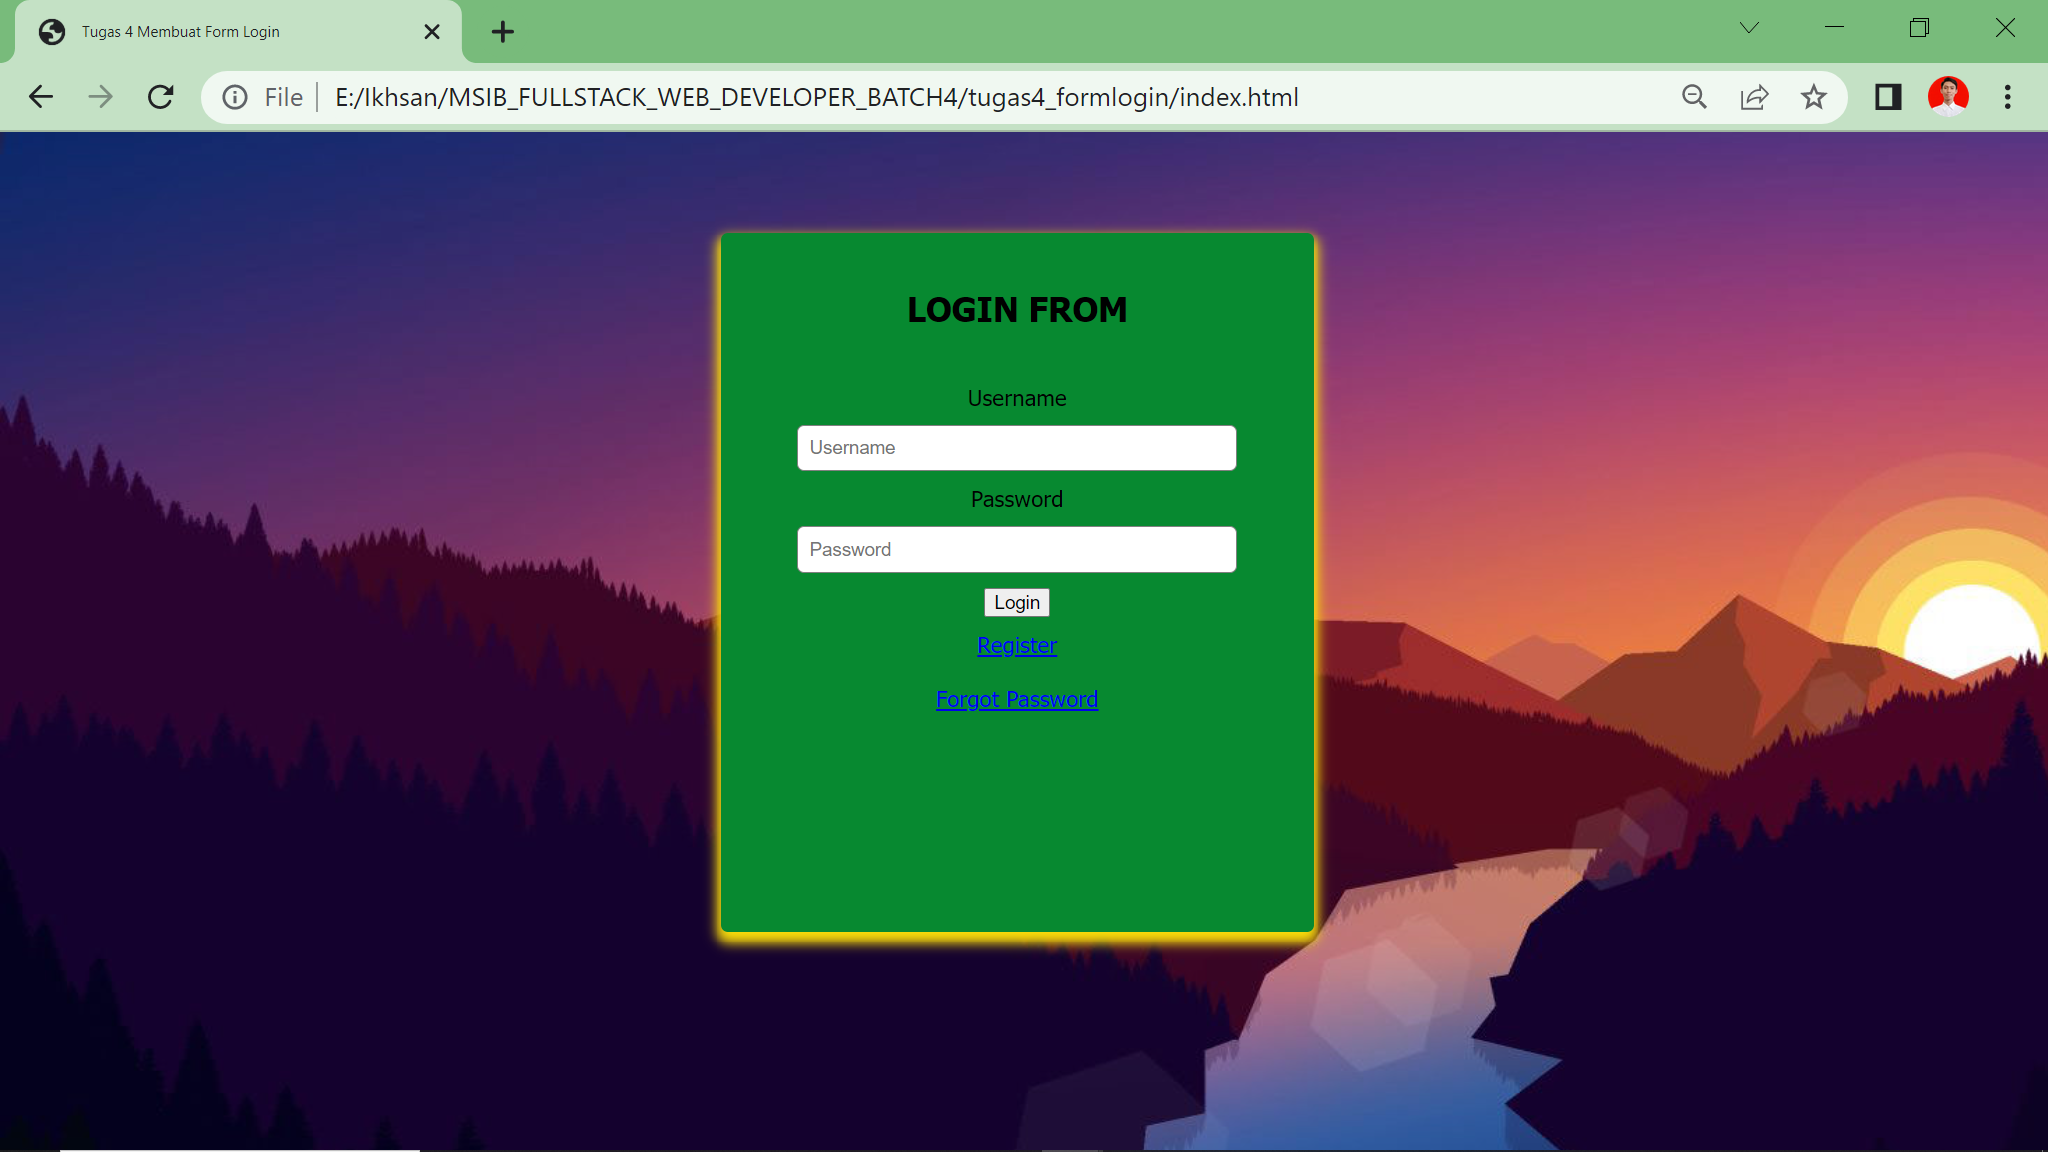 Tugas 4 Membuat Form Login
File
E:/Ikhsan/MSIB_FULLSTACK_WEB_DEVELOPER_BATCH4/tugas4_formlogin/index.html
LOGIN FROM
Username
Username
Password
Password
Login
Register
Forgot Password